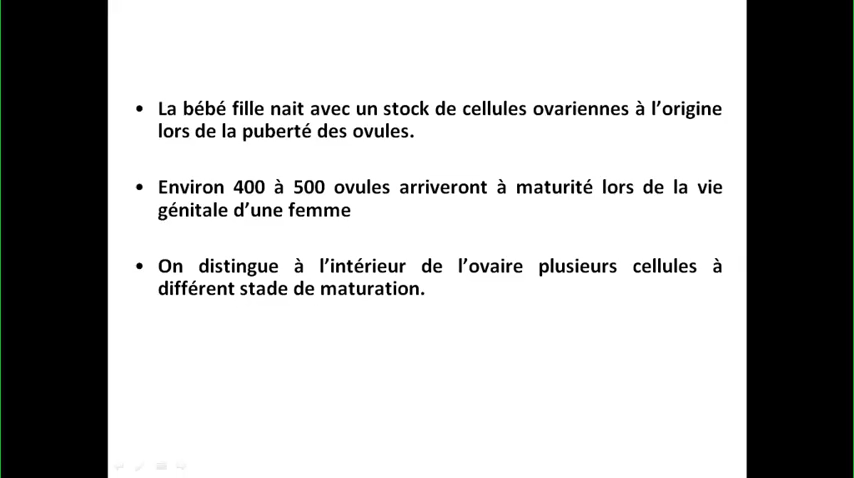 • La bébé fille nait avec un stock de cellules ovariennes à l’origine
lors de la puberté des ovules.
• Environ 400 à 500 ovules arriveront à maturité lors de la vie
génitale d’une femme
• On distingue à l’intérieur de l’ovaire plusieurs cellules à
différent stade de maturation.